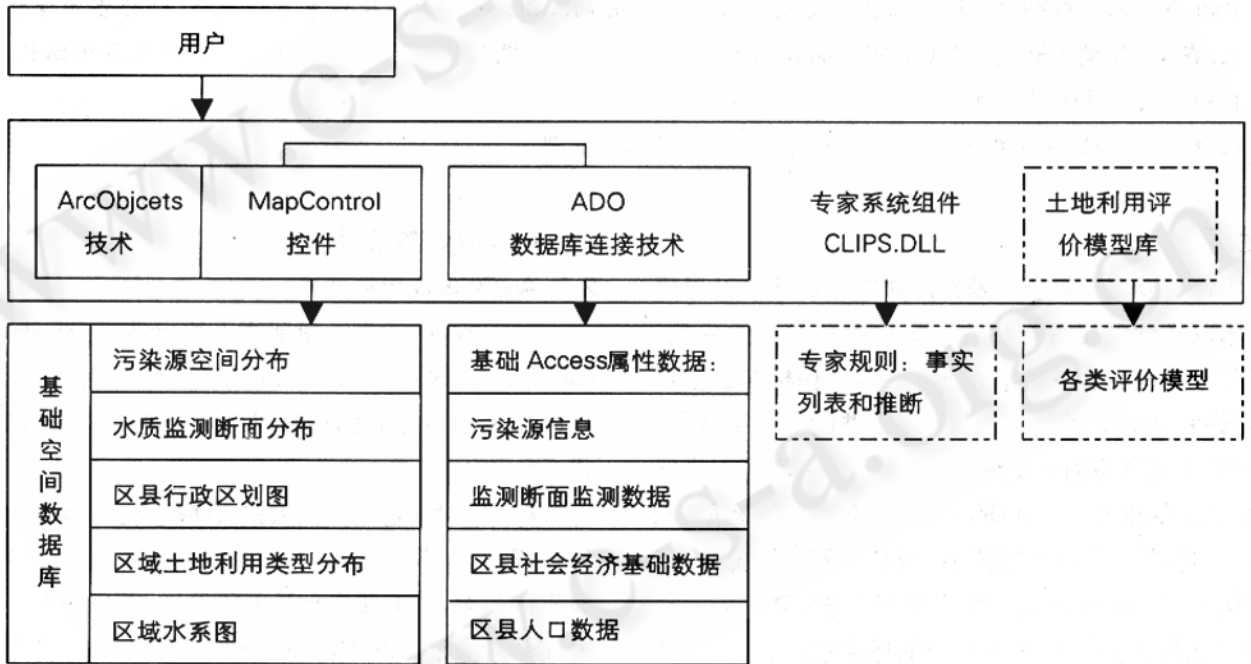 用户
ArcObjcets
技术
MapControl
控件
ADO
数据库连接技术
专家系统组件
CLIPS.DLL
土地利用评
价模型库
基础空间数据库
污染源空间分布
水质监测断面分布
区县行政区划图
区域土地利用类型分布
区域水系图
基础 Access属性数据：
污染源信息
监测断面监测数据
区县社会经济基础数据
区县人口数据
专家规则：事实
列表和推断
各类评价模型
www.c-s-a.org.cn